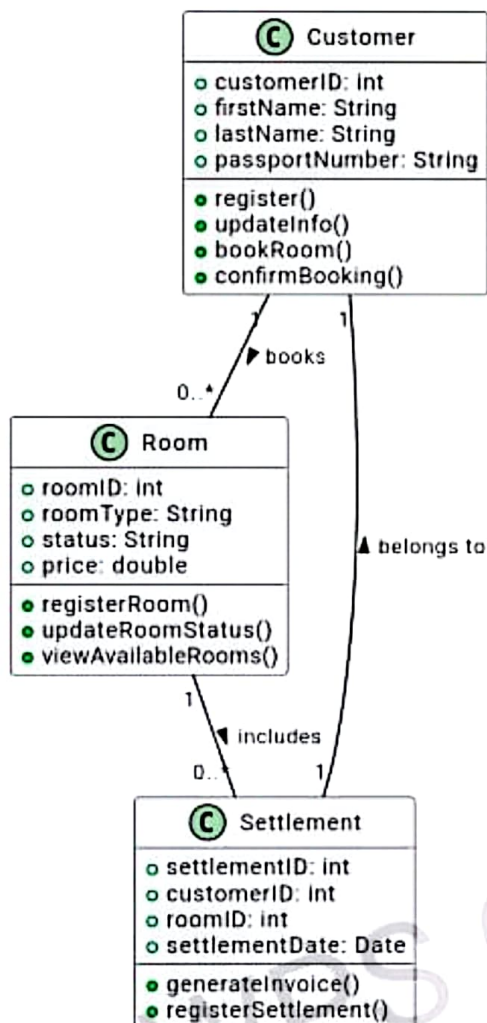 C Customer
customerID: int
firstName: String
lastName: String
passportNumber: String
register()
updateInfo()
bookRoom()
confirmBooking()
1 1
books
0..*
C Room
roomID: int
roomType: String
status: String
price: double
belongs to
registerRoom()
updateRoomStatus()
viewAvailableRooms()
1
includes
0..* 1
C Settlement
settlementID: int
customerID: int
roomID: int
settlementDate: Date
generateInvoice()
registerSettlement()